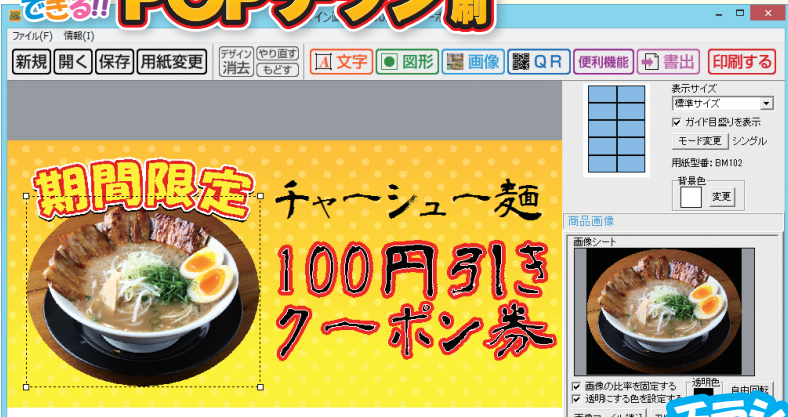 できる!!
POPチラシ刷
ファイル(F) 情報(I)
新規 開く 保存 用紙変更 デザイン消去 やり直す もどす 文字 図形 画像 QR 便利機能 書出 印刷する
表示サイズ
標準サイズ
ガイド目盛りを表示
モード変更 シングル
用紙型番: BM102
背景色
変更
商品画像
画像シート
期間限定
チャーシュー麺
100円引き
クーポン券
画像の比率を固定する
透明にする色を設定する
透明色
自由回転
チラシ